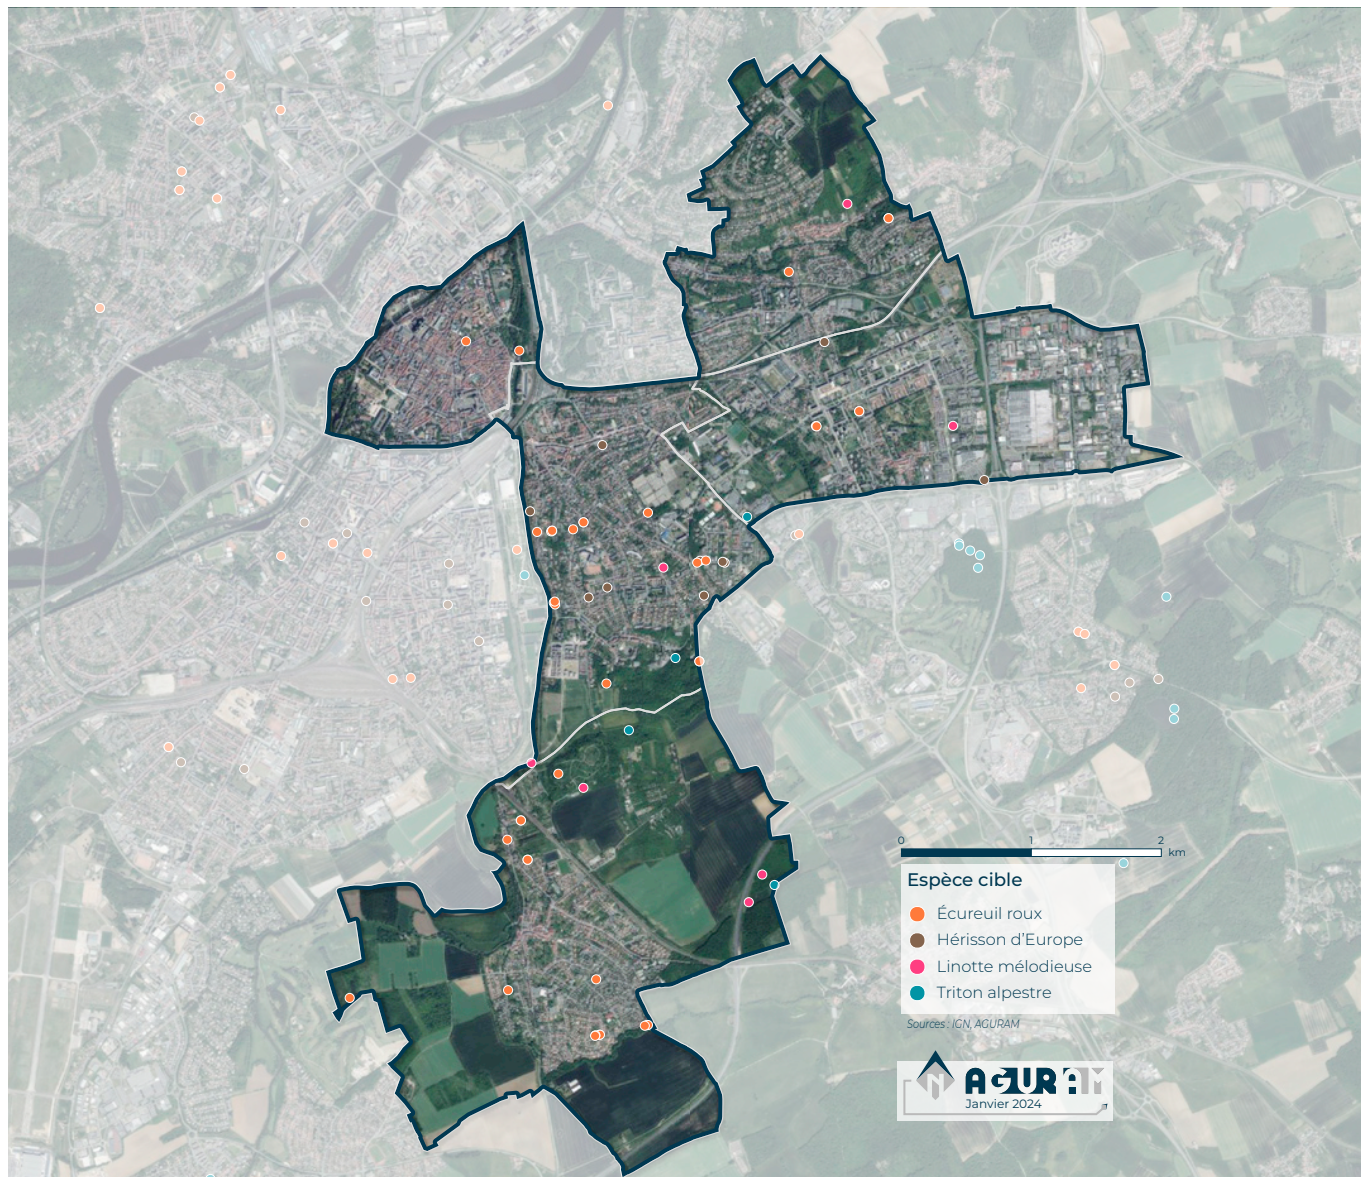 0 1 2
km
Espèce cible
Écureuil roux
Hérisson d'Europe
Linotte mélodieuse
Triton alpestre
Sources : IGN, AGURAM
N
AGURAM
Janvier 2024